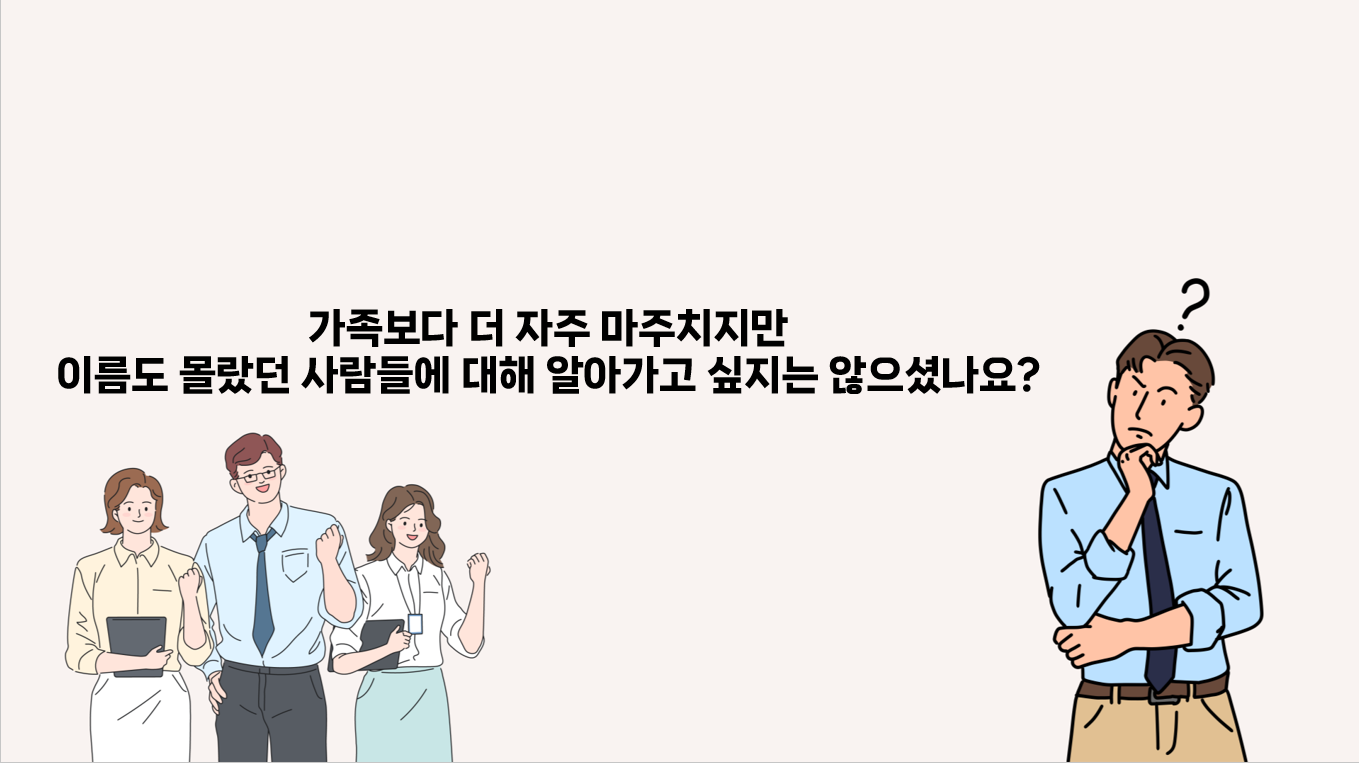 가족보다 더 자주 마주치지만
이름도 몰랐던 사람들에 대해 알아가고 싶지는 않으셨나요?
?